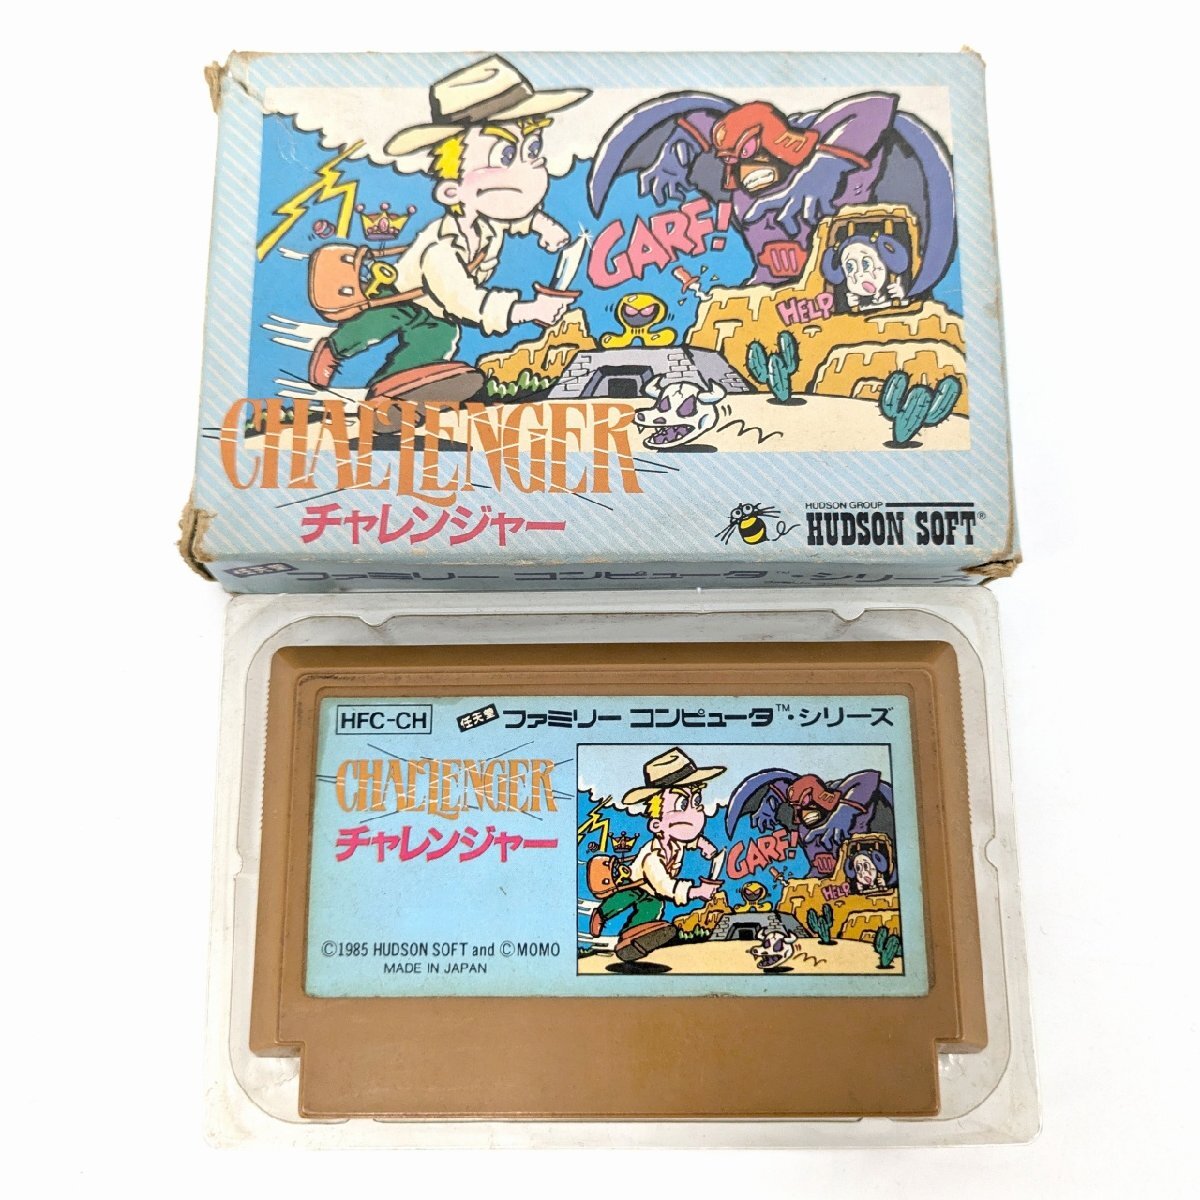 GARF!
HELP
CHALLENGER
チャレンジャー
HUDSON GROUP
HUDSON SOFT®
任天堂 ファミリー コンピュータ™・シリーズ
HFC-CH
任天堂 ファミリー コンピュータ™・シリーズ
CHALLENGER
チャレンジャー
GARF!
HELP
©1985 HUDSON SOFT and ©MOMO
MADE IN JAPAN